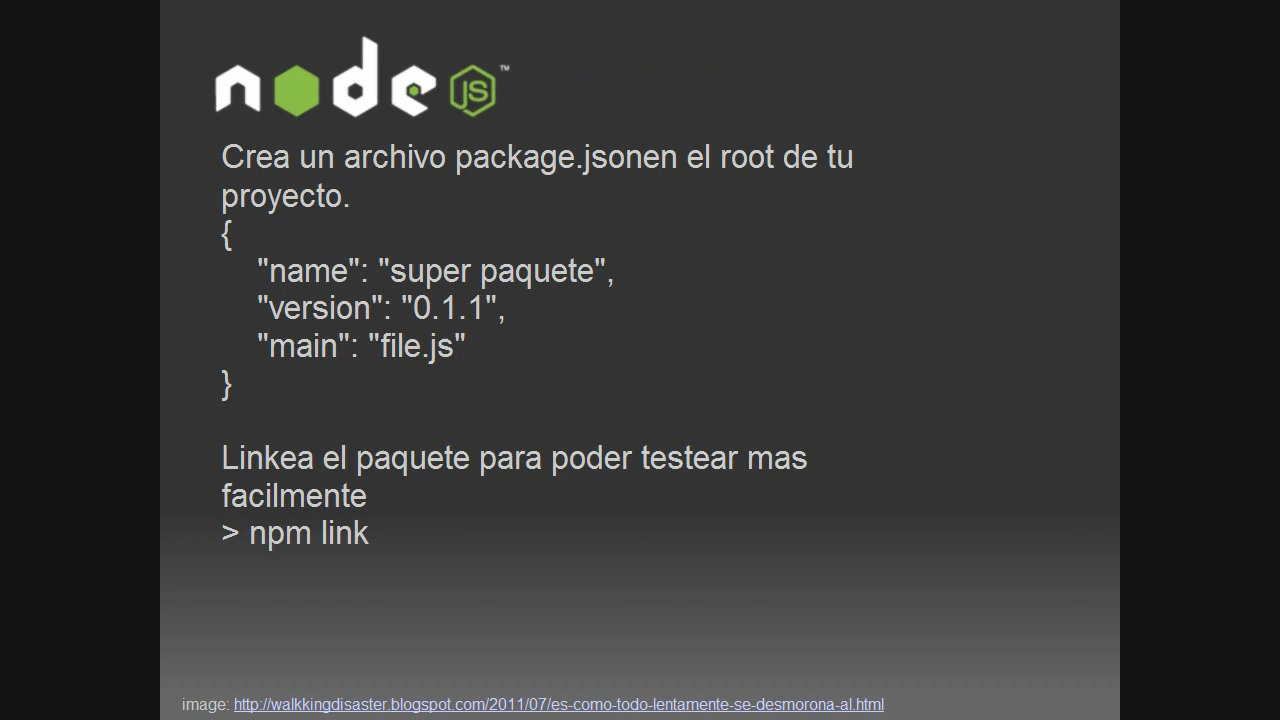 node JS ™
Crea un archivo package.jsonen el root de tu
proyecto.
{
"name": "super paquete",
"version": "0.1.1",
"main": "file.js"
}
Linkea el paquete para poder testear mas
facilmente
> npm link
image: http://walkkingdisaster.blogspot.com/2011/07/es-como-todo-lentamente-se-desmorona-al.html